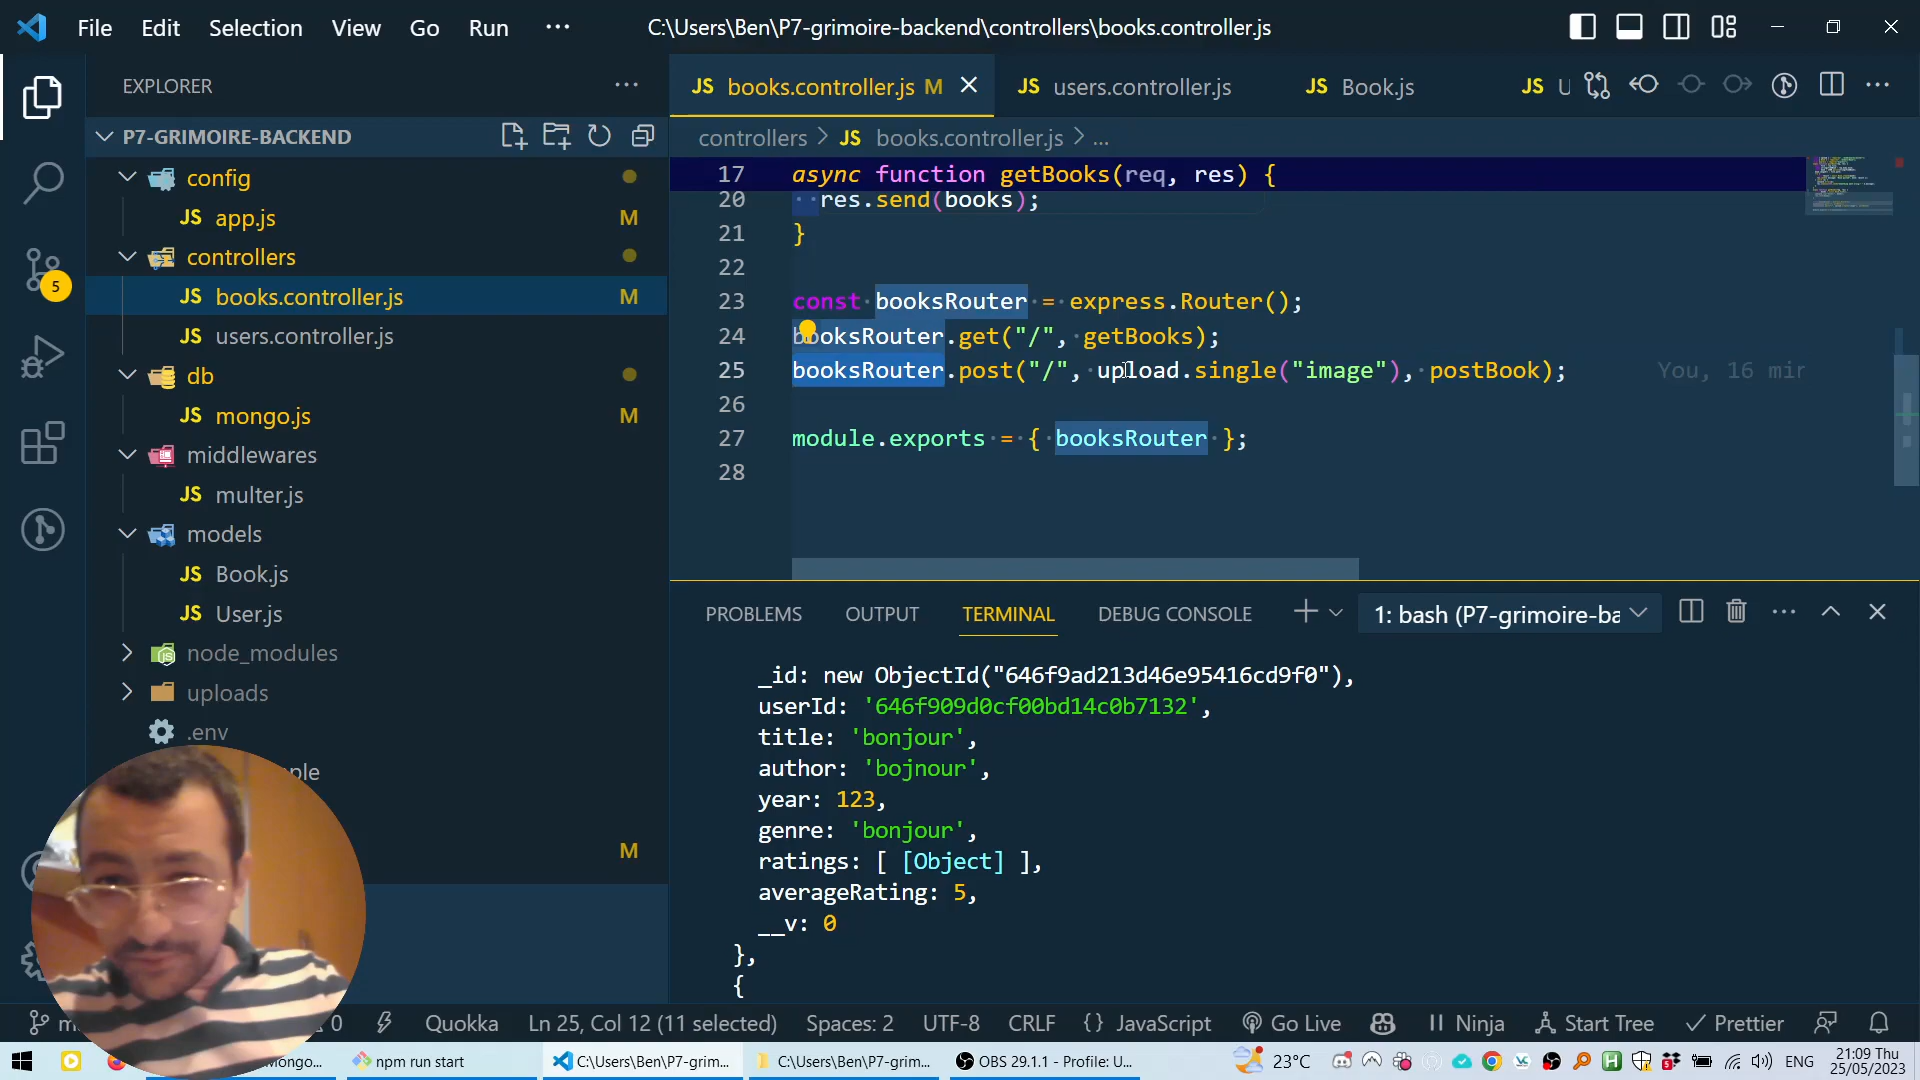 File Edit Selection View Go Run ···
C:\Users\Ben\P7-grimoire-backend\controllers\books.controller.js
EXPLORER
P7-GRIMOIRE-BACKEND
config
JS app.js M
controllers
JS books.controller.js M
JS users.controller.js
db
JS mongo.js M
middlewares
JS multer.js
models
JS Book.js
JS User.js
node_modules
uploads
.env
M
5
JS books.controller.js M
JS users.controller.js
JS Book.js
JS U
controllers > JS books.controller.js > ...
17 async function getBooks(req, res) {
20 res.send(books);
21 }
22
23 const booksRouter = express.Router();
24 booksRouter.get("/", getBooks);
25 booksRouter.post("/", upload.single("image"), postBook); You, 16 mir
26
27 module.exports = { booksRouter };
28
PROBLEMS OUTPUT TERMINAL DEBUG CONSOLE 1: bash (P7-grimoire-ba
_id: new ObjectId("646f9ad213d46e95416cd9f0"),
userId: '646f909d0cf00bd14c0b7132',
title: 'bonjour',
author: 'bojnour',
year: 123,
genre: 'bonjour',
ratings: [ [Object] ],
averageRating: 5,
__v: 0
},
{
0 Quokka Ln 25, Col 12 (11 selected) Spaces: 2 UTF-8 CRLF {} JavaScript Go Live Ninja Start Tree Prettier
npm run start C:\Users\Ben\P7-grim... C:\Users\Ben\P7-grim... OBS 29.1.1 - Profile: U... 23°C ENG 21:09 Thu
25/05/2023